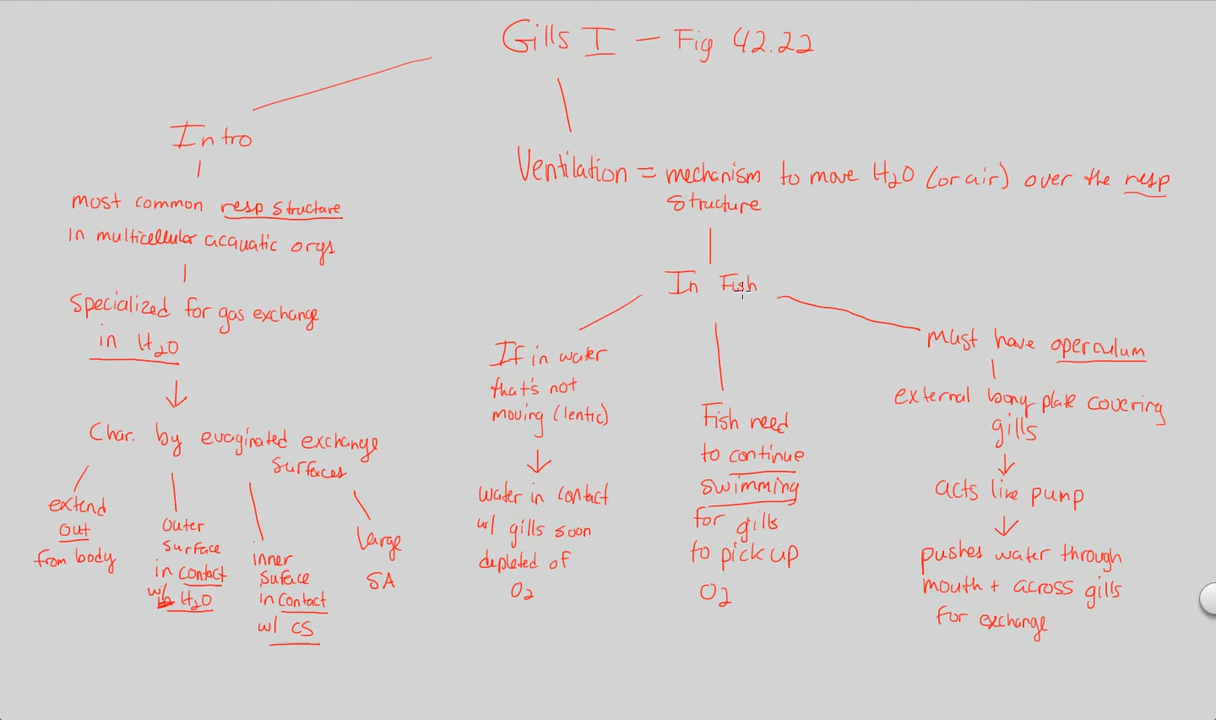 Gills I – Fig 42.22
Intro
most common resp structure
in multicellular acquatic orgs
specialized for gas exchange
in H2O
Char. by evaginated exchange
surfaces
extend
out
from body
outer
surface
in contact
w/ H2O
inner
suface
in contact
w/ CS
Large
SA
Ventilation = mechanism to move H2O (or air) over the resp
structure
In Fish
If in water
that's not
moving (lentic)
water in contact
w/ gills soon
depleted of
O2
Fish need
to continue
swimming
for gills
to pick up
O2
must have operculum
external bony plate covering
gills
acts like pump
pushes water through
mouth + across gills
for exchange